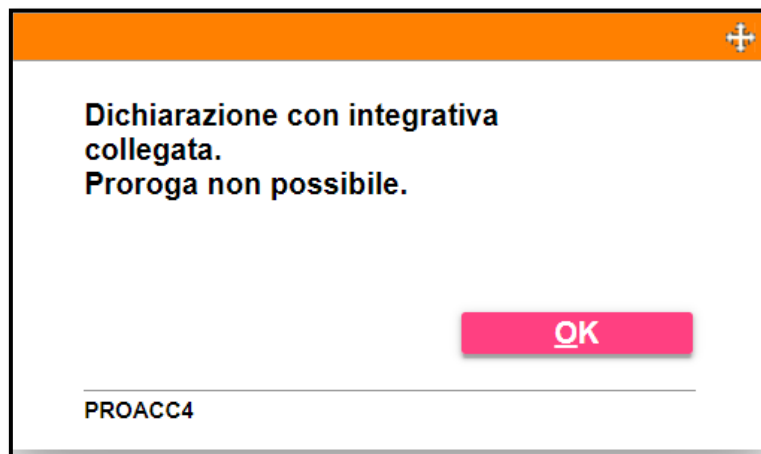 Dichiarazione con integrativa
collegata.
Proroga non possibile.
OK
PROACC4